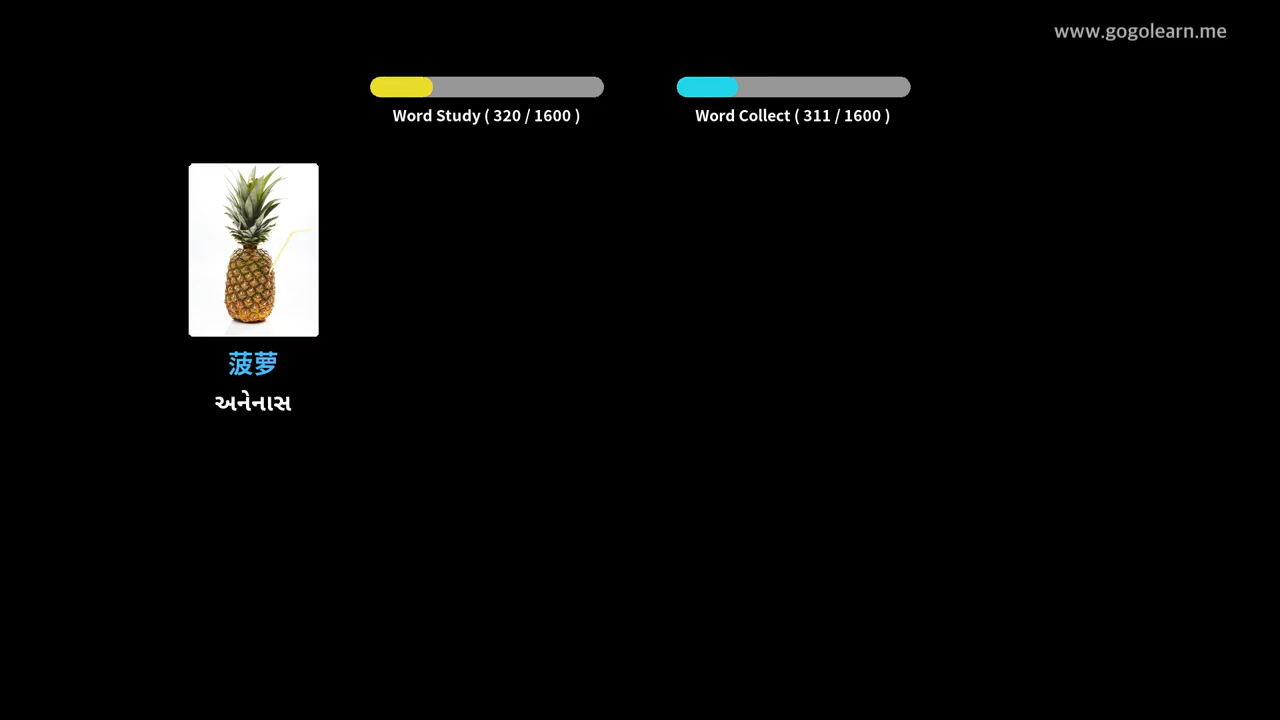 www.gogolearn.me
Word Study ( 320 / 1600 )
Word Collect ( 311 / 1600 )
菠萝
અનેનાસ